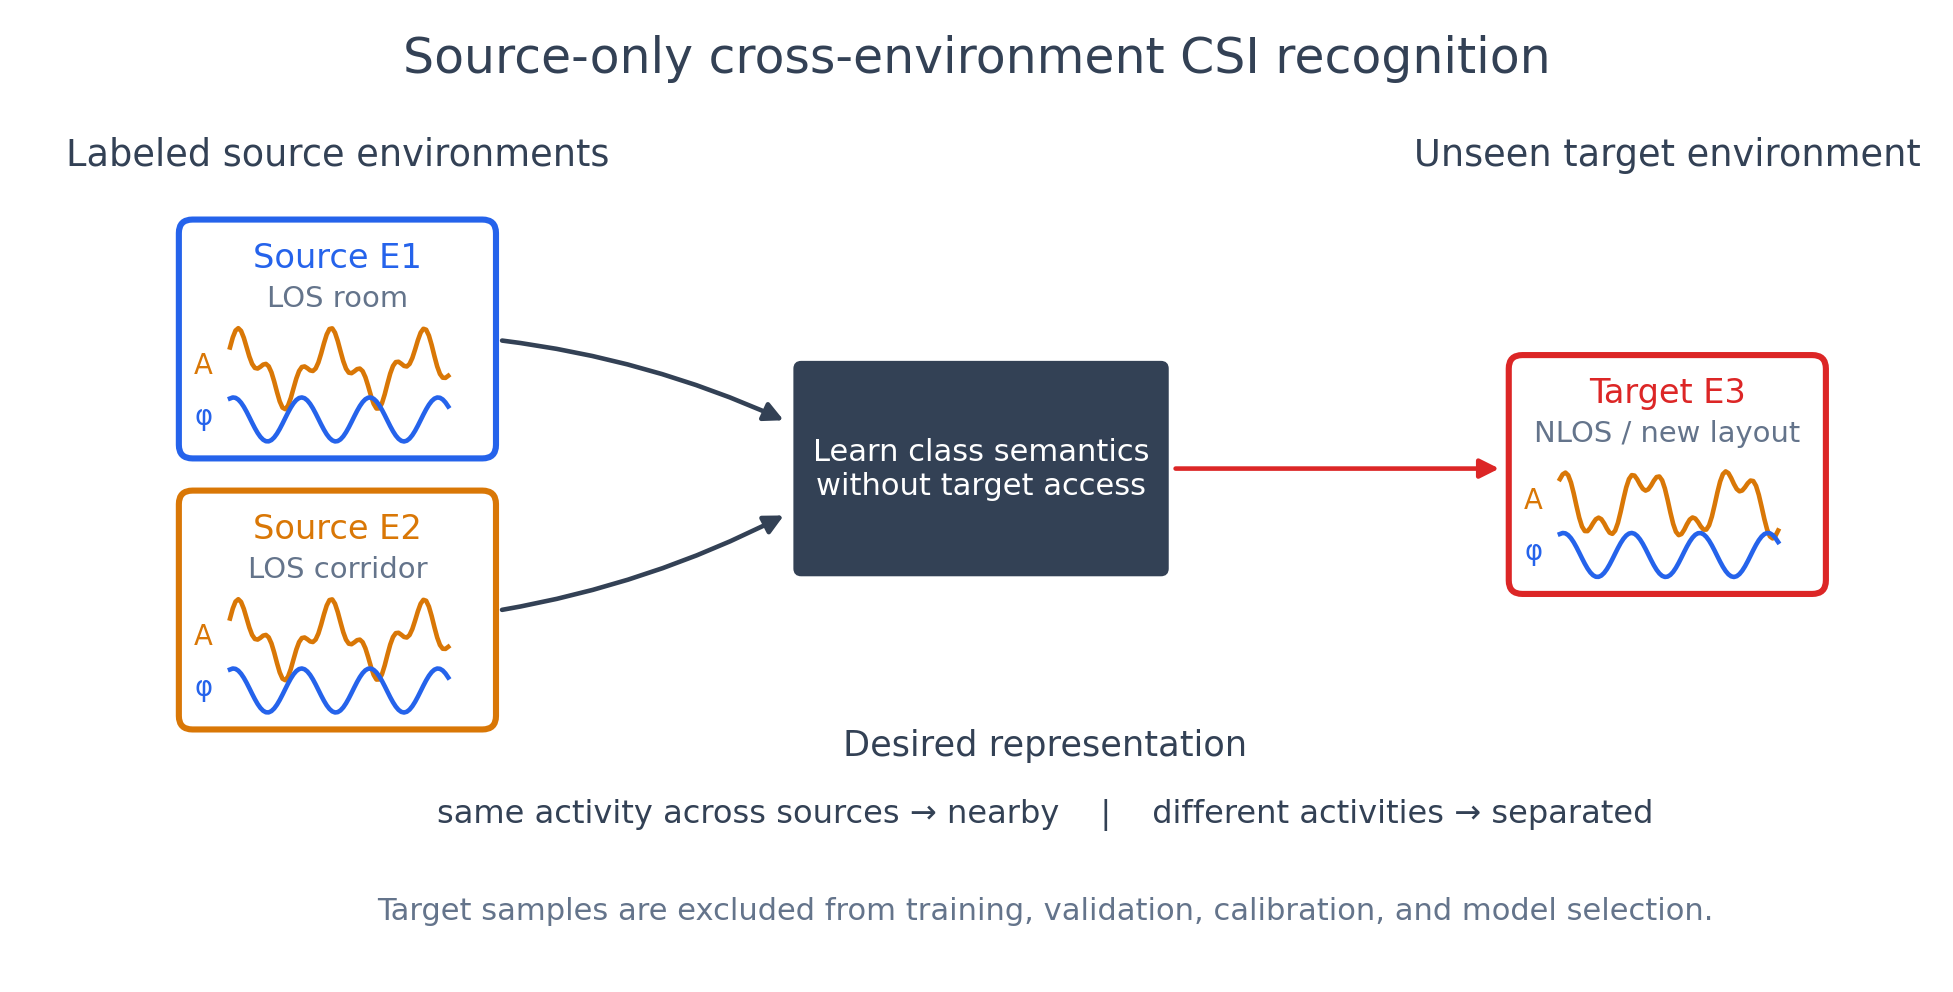 Source-only cross-environment CSI recognition
Labeled source environments
Unseen target environment
Source E1
LOS room
A
φ
Source E2
LOS corridor
A
φ
Learn class semantics
without target access
Target E3
NLOS / new layout
A
φ
Desired representation
same activity across sources → nearby | different activities → separated
Target samples are excluded from training, validation, calibration, and model selection.